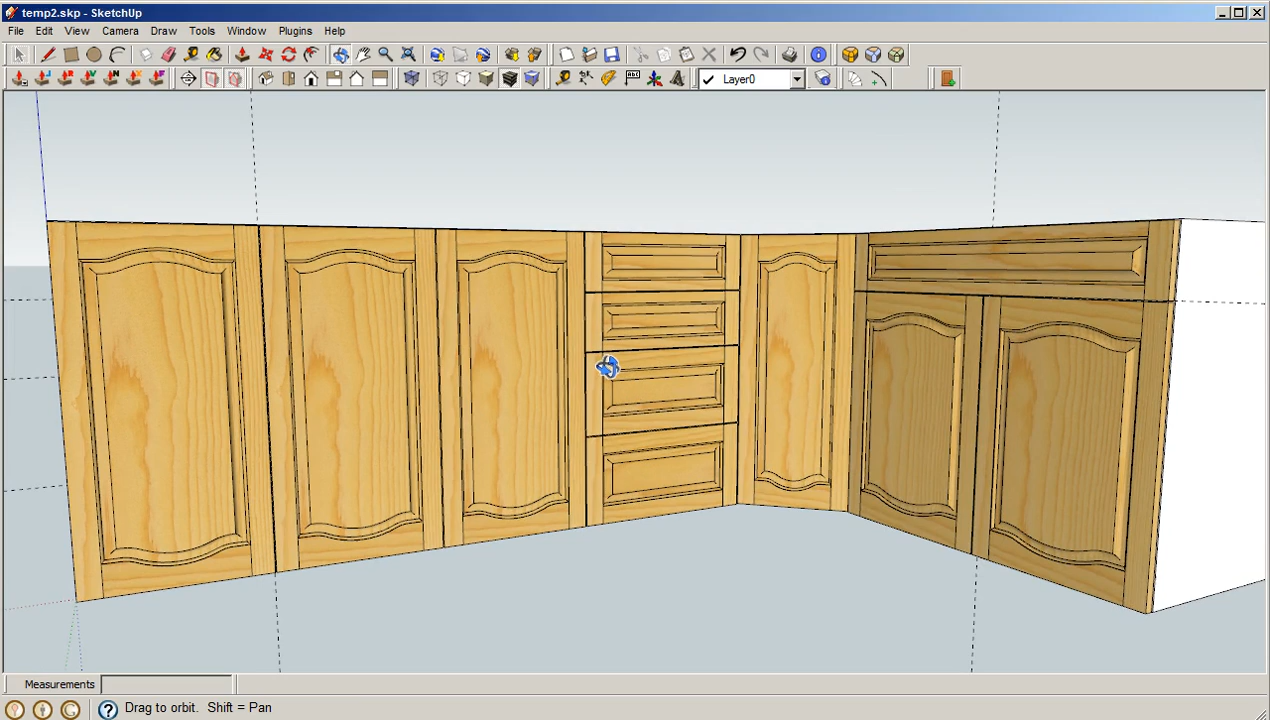 temp2.skp - SketchUp
File Edit View Camera Draw Tools Window Plugins Help
ABC
Layer0
Measurements
Drag to orbit. Shift = Pan